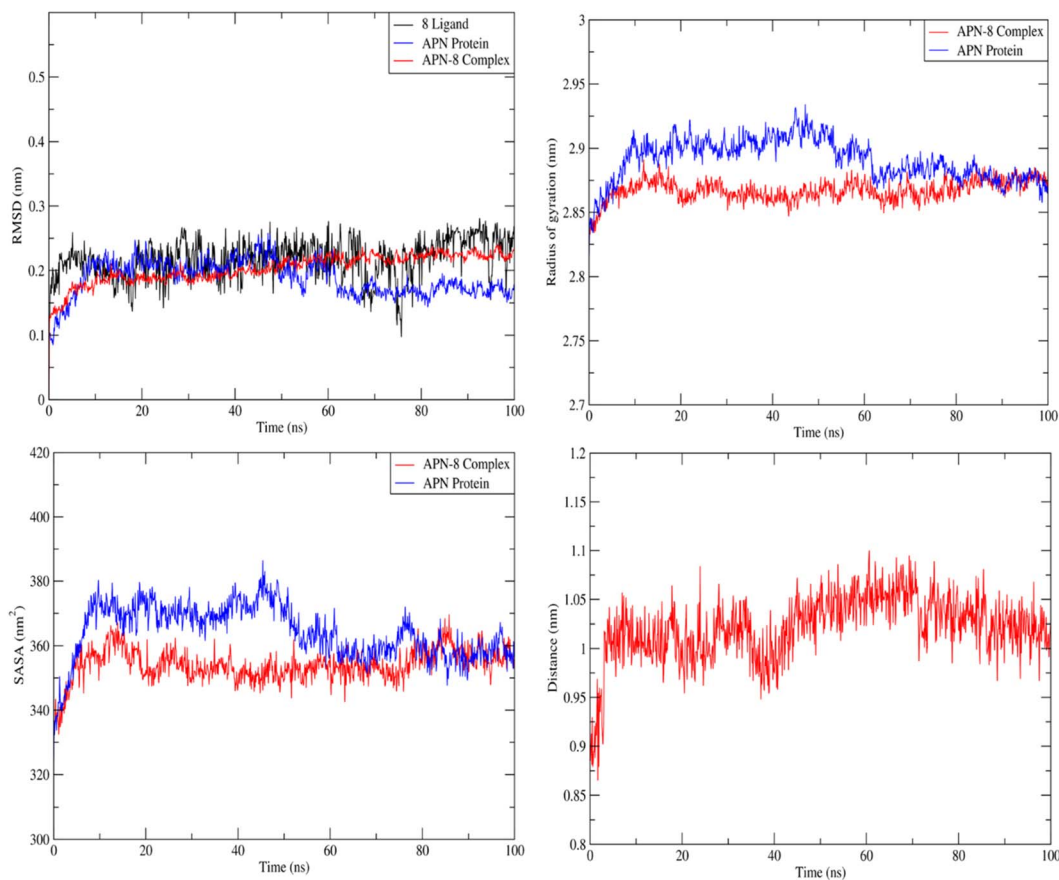 8 Ligand
APN Protein
APN-8 Complex
0.5
0.4
0.3
0.2
0.1
0
RMSD (nm)
0 20 40 60 80 100
Time (ns)
APN-8 Complex
APN Protein
3
2.95
2.9
2.85
2.8
2.75
2.7
Radius of gyration (nm)
0 20 40 60 80 100
Time (ns)
APN-8 Complex
APN Protein
420
400
380
360
340
320
300
SASA (nm²)
0 20 40 60 80 100
Time (ns)
1.2
1.15
1.1
1.05
1
0.95
0.9
0.85
0.8
Distance (nm)
0 20 40 60 80 100
Time (ns)